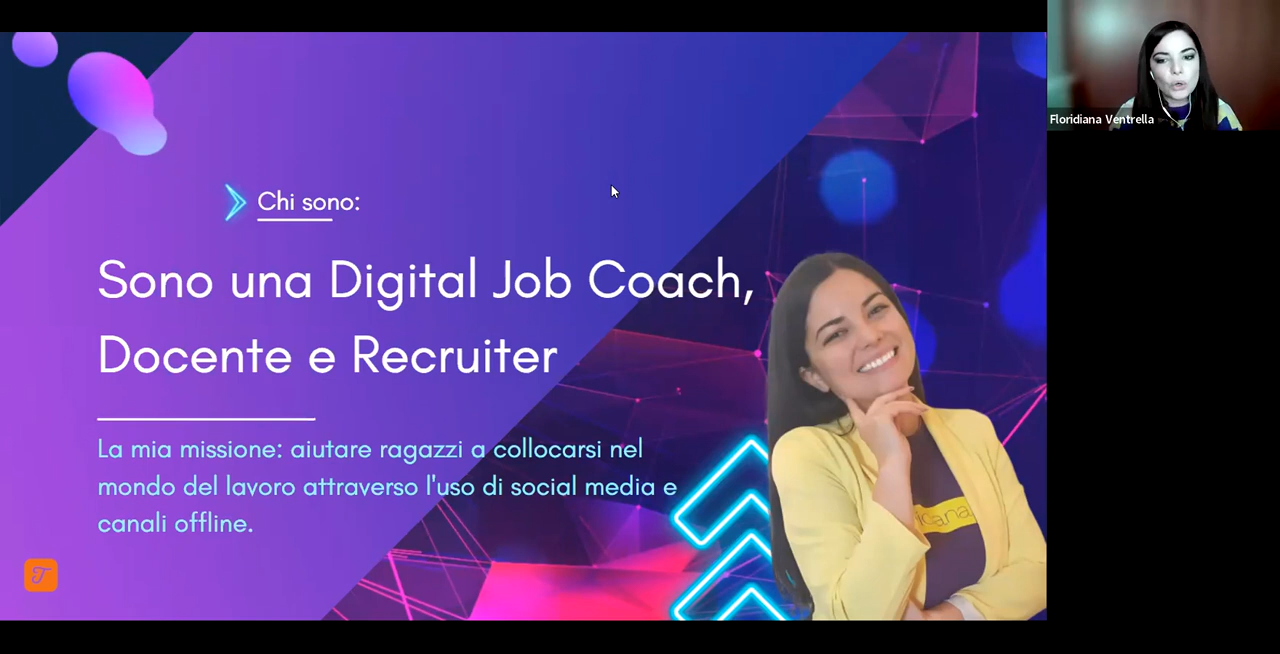 Floridiana Ventrella
Chi sono:
Sono una Digital Job Coach,
Docente e Recruiter
La mia missione: aiutare ragazzi a collocarsi nel
mondo del lavoro attraverso l'uso di social media e
canali offline.